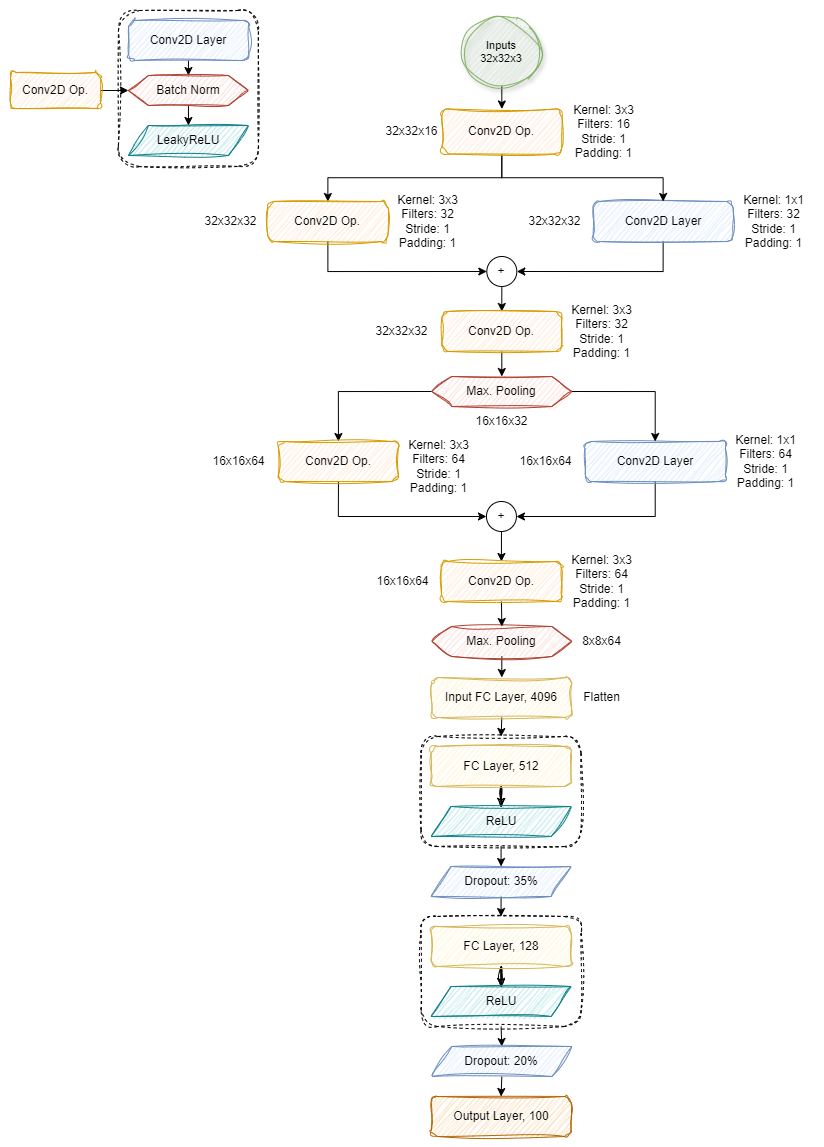 Conv2D Layer
Conv2D Op.
Batch Norm
LeakyReLU
Inputs
32x32x3
32x32x16
Conv2D Op.
Kernel: 3x3
Filters: 16
Stride: 1
Padding: 1
32x32x32
Conv2D Op.
Kernel: 3x3
Filters: 32
Stride: 1
Padding: 1
32x32x32
Conv2D Layer
Kernel: 1x1
Filters: 32
Stride: 1
Padding: 1
+
32x32x32
Conv2D Op.
Kernel: 3x3
Filters: 32
Stride: 1
Padding: 1
Max. Pooling
16x16x32
16x16x64
Conv2D Op.
Kernel: 3x3
Filters: 64
Stride: 1
Padding: 1
16x16x64
Conv2D Layer
Kernel: 1x1
Filters: 64
Stride: 1
Padding: 1
+
16x16x64
Conv2D Op.
Kernel: 3x3
Filters: 64
Stride: 1
Padding: 1
Max. Pooling
8x8x64
Input FC Layer, 4096
Flatten
FC Layer, 512
ReLU
Dropout: 35%
FC Layer, 128
ReLU
Dropout: 20%
Output Layer, 100